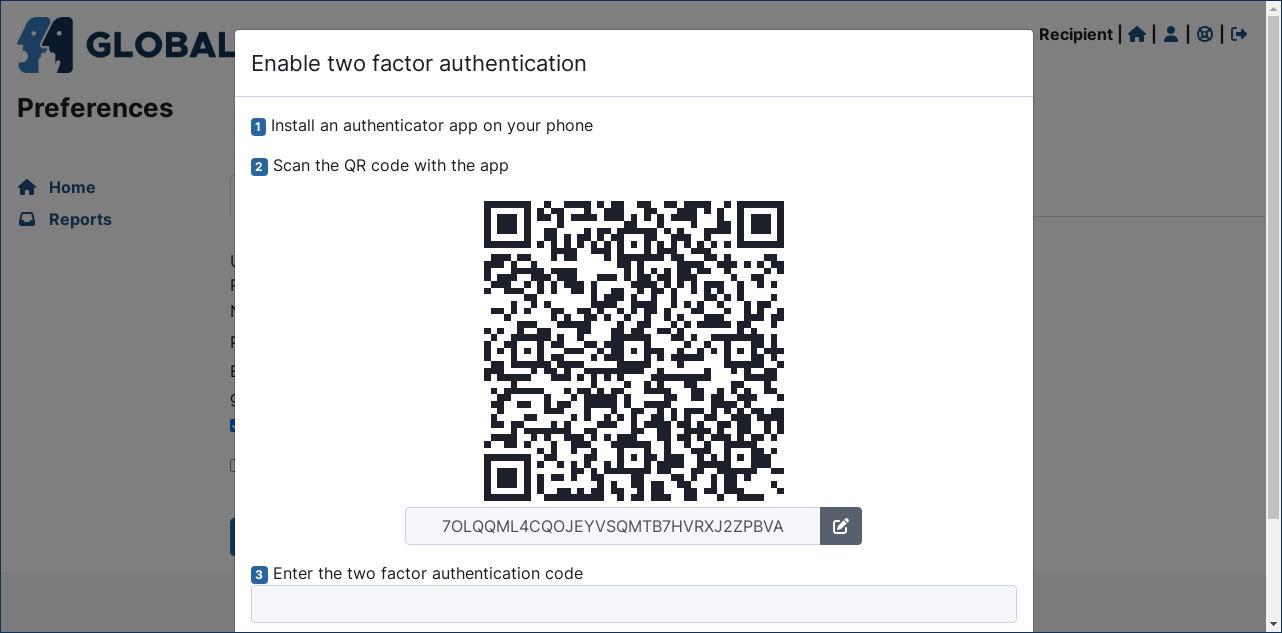 GLOBAL
Recipient | | | |
Preferences
Home
Reports
Enable two factor authentication
1 Install an authenticator app on your phone
2 Scan the QR code with the app
7OLQQML4CQOJEYVSQMTB7HVRXJ2ZPBVA
3 Enter the two factor authentication code